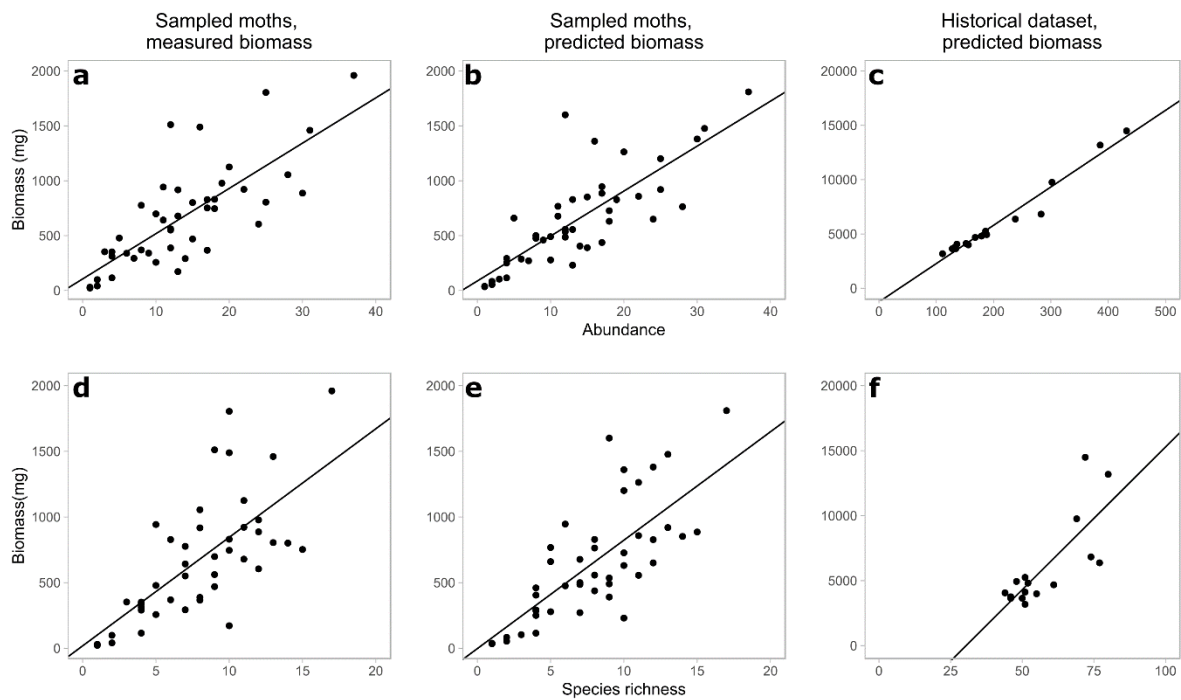 Sampled moths,
measured biomass
Sampled moths,
predicted biomass
Historical dataset,
predicted biomass
a
2000
1500
1000
500
0
Biomass (mg)
0 10 20 30 40
b
2000
1500
1000
500
0
0 10 20 30 40
Abundance
c
20000
15000
10000
5000
0
0 100 200 300 400 500
d
2000
1500
1000
500
0
Biomass(mg)
0 5 10 15 20
e
2000
1500
1000
500
0
0 5 10 15 20
Species richness
f
20000
15000
10000
5000
0
0 25 50 75 100